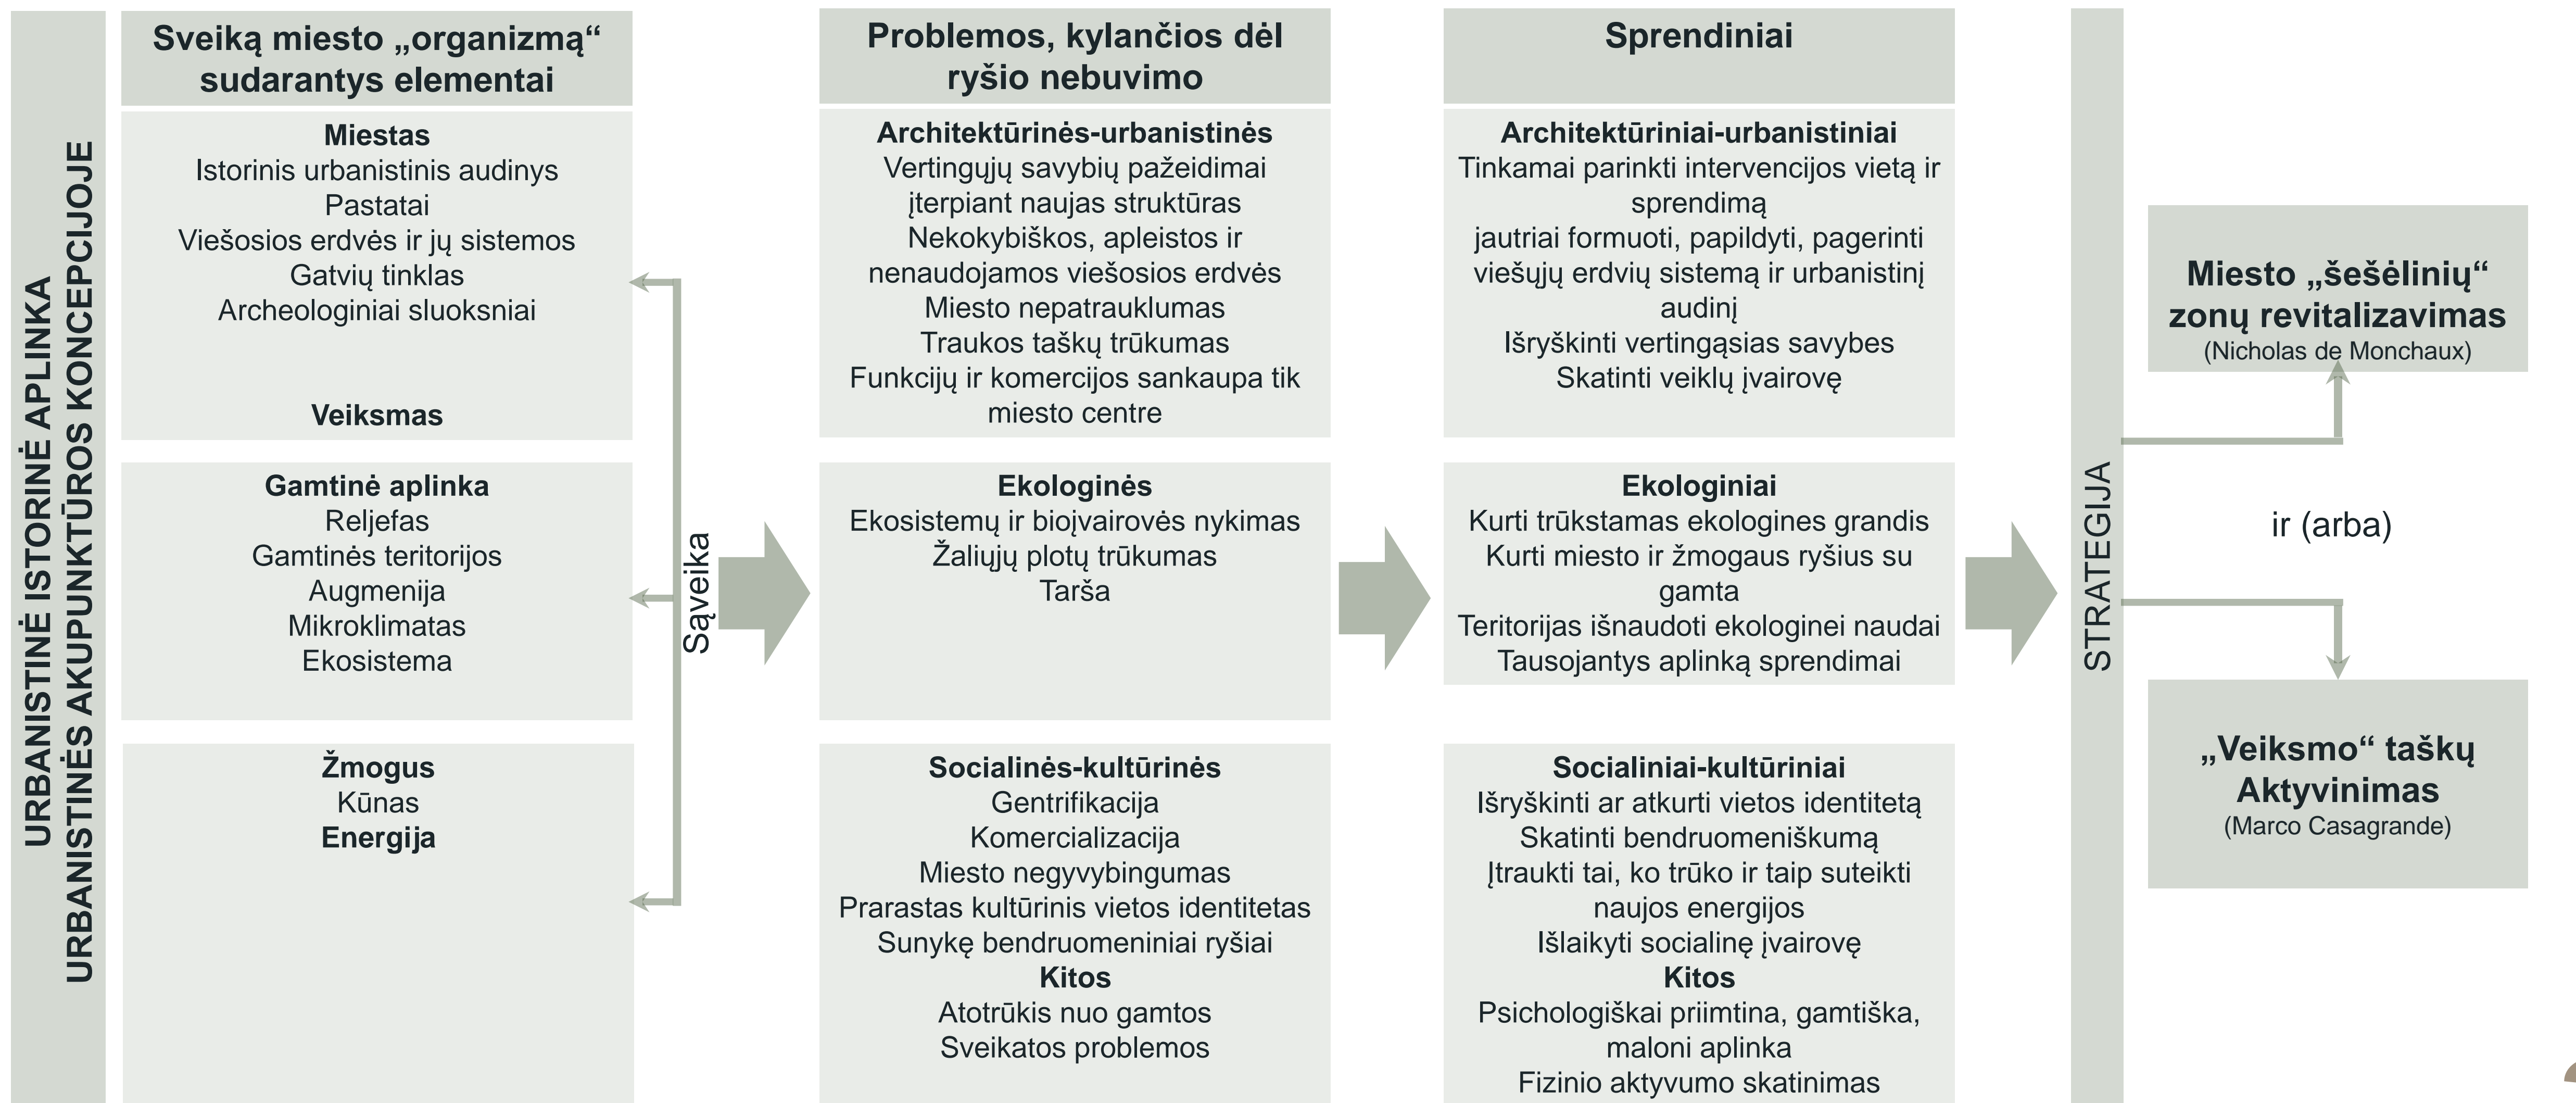 URBANISTINĖ ISTORINĖ APLINKA
URBANISTINĖS AKUPUNKTŪROS KONCEPCIJOJE
Sveiką miesto „organizmą“
sudarantys elementai
Miestas
Istorinis urbanistinis audinys
Pastatai
Viešosios erdvės ir jų sistemos
Gatvių tinklas
Archeologiniai sluoksniai
Veiksmas
Gamtinė aplinka
Reljefas
Gamtinės teritorijos
Augmenija
Mikroklimatas
Ekosistema
Žmogus
Kūnas
Energija
Sąveika
Problemos, kylančios dėl
ryšio nebuvimo
Architektūrinės-urbanistinės
Vertingųjų savybių pažeidimai
įterpiant naujas struktūras
Nekokybiškos, apleistos ir
nenaudojamos viešosios erdvės
Miesto nepatrauklumas
Traukos taškų trūkumas
Funkcijų ir komercijos sankaupa tik
miesto centre
Ekologinės
Ekosistemų ir bioįvairovės nykimas
Žaliųjų plotų trūkumas
Tarša
Socialinės-kultūrinės
Gentrifikacija
Komercializacija
Miesto negyvybingumas
Prarastas kultūrinis vietos identitetas
Sunykę bendruomeniniai ryšiai
Kitos
Atotrūkis nuo gamtos
Sveikatos problemos
Sprendiniai
Architektūriniai-urbanistiniai
Tinkamai parinkti intervencijos vietą ir
sprendimą
jautriai formuoti, papildyti, pagerinti
viešųjų erdvių sistemą ir urbanistinį
audinį
Išryškinti vertingąsias savybes
Skatinti veiklų įvairovę
Ekologiniai
Kurti trūkstamas ekologines grandis
Kurti miesto ir žmogaus ryšius su
gamta
Teritorijas išnaudoti ekologinei naudai
Tausojantys aplinką sprendimai
Socialiniai-kultūriniai
Išryškinti ar atkurti vietos identitetą
Skatinti bendruomeniškumą
Įtraukti tai, ko trūko ir taip suteikti
naujos energijos
Išlaikyti socialinę įvairovę
Kitos
Psichologiškai priimtina, gamtiška,
maloni aplinka
Fizinio aktyvumo skatinimas
STRATEGIJA
Miesto „šešėlinių“
zonų revitalizavimas
(Nicholas de Monchaux)
ir (arba)
„Veiksmo“ taškų
Aktyvinimas
(Marco Casagrande)